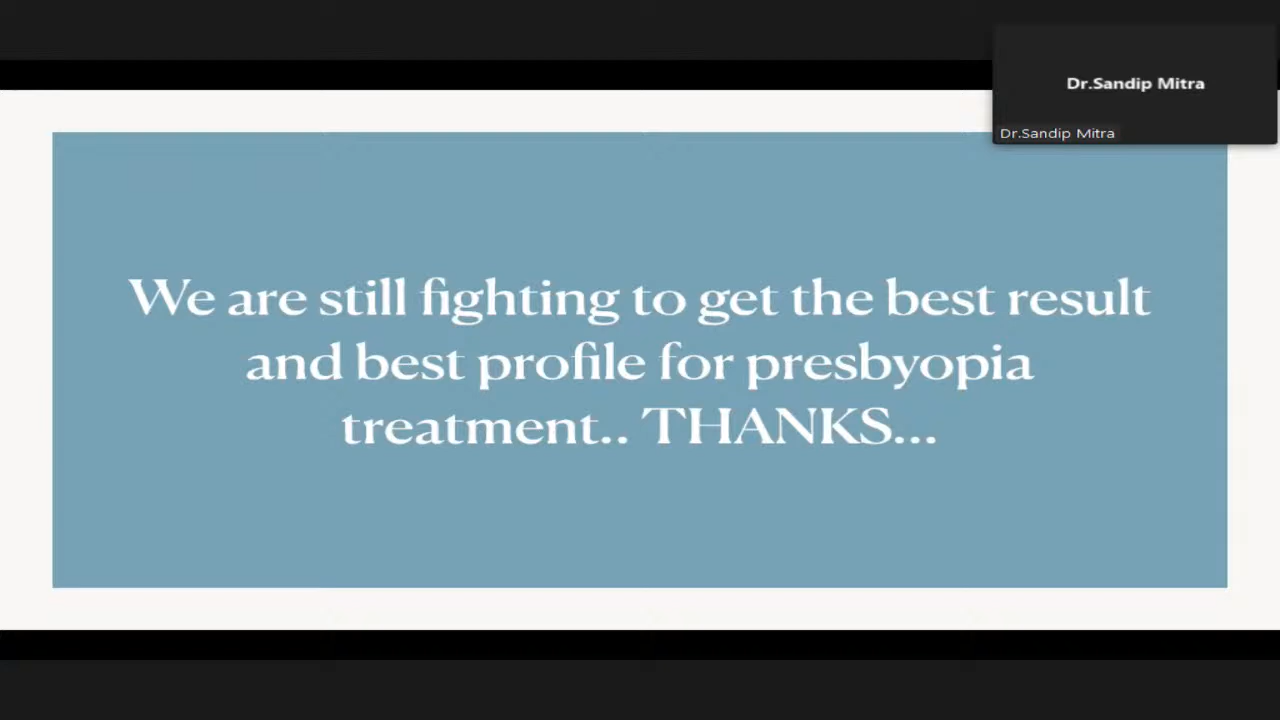 Dr.Sandip Mitra
Dr.Sandip Mitra
We are still fighting to get the best result
and best profile for presbyopia
treatment.. THANKS...